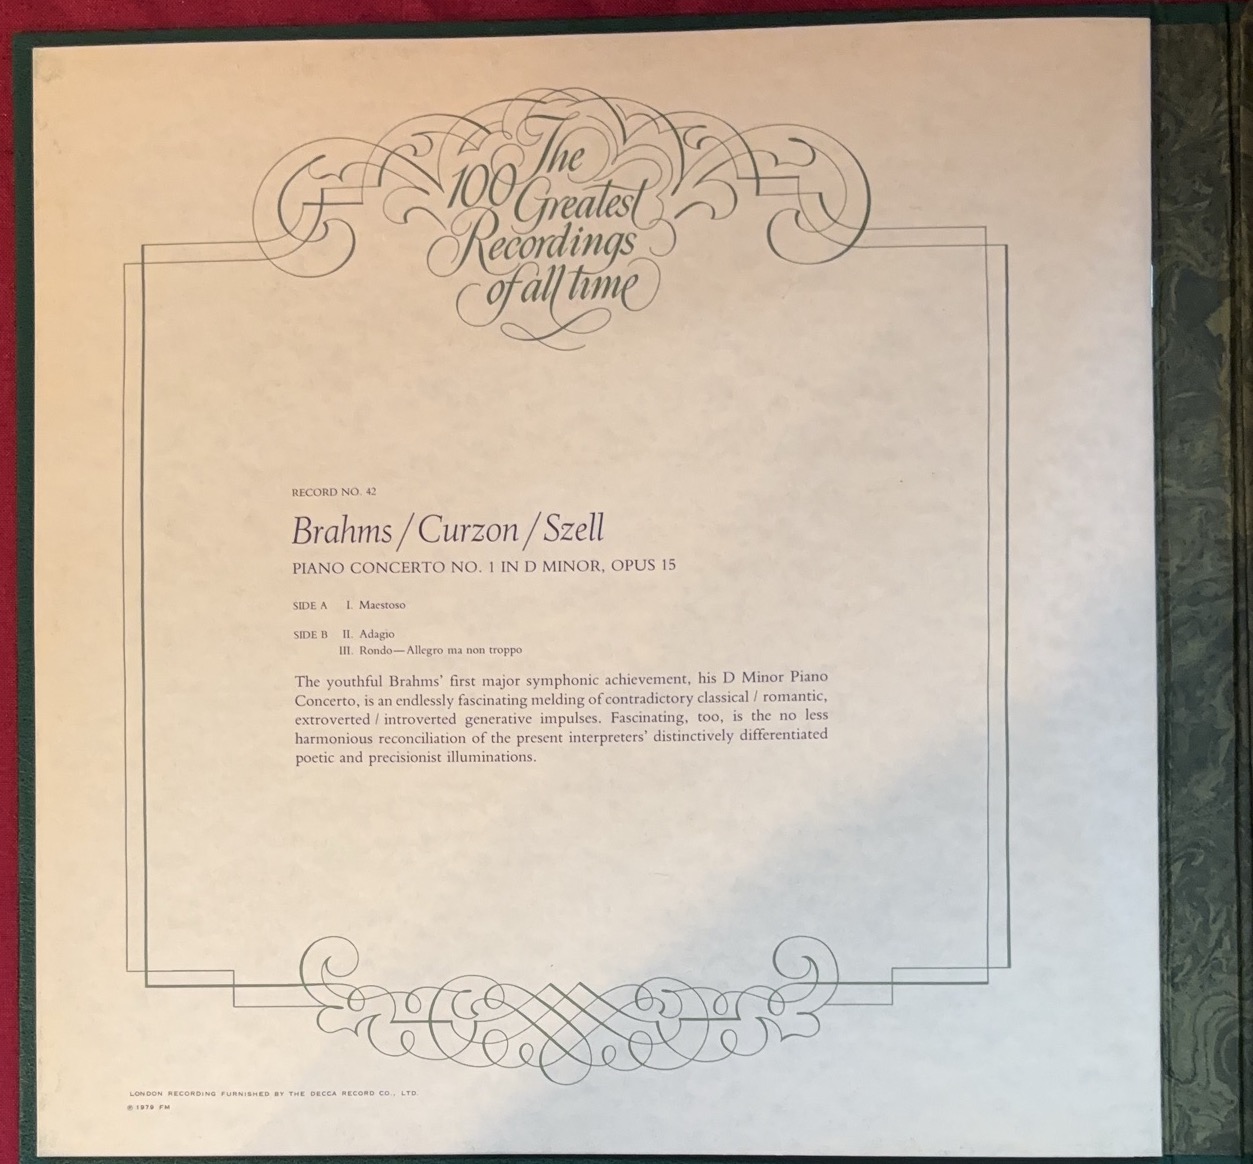 The
100 Greatest
Recordings
of all time
RECORD NO. 42
Brahms / Curzon / Szell
PIANO CONCERTO NO. 1 IN D MINOR, OPUS 15
SIDE A I. Maestoso
SIDE B II. Adagio
III. Rondo—Allegro ma non troppo
The youthful Brahms' first major symphonic achievement, his D Minor Piano
Concerto, is an endlessly fascinating melding of contradictory classical / romantic,
extroverted / introverted generative impulses. Fascinating, too, is the no less
harmonious reconciliation of the present interpreters' distinctively differentiated
poetic and precisionist illuminations.
LONDON RECORDING FURNISHED BY THE DECCA RECORD CO., LTD.
℗ 1979 FM